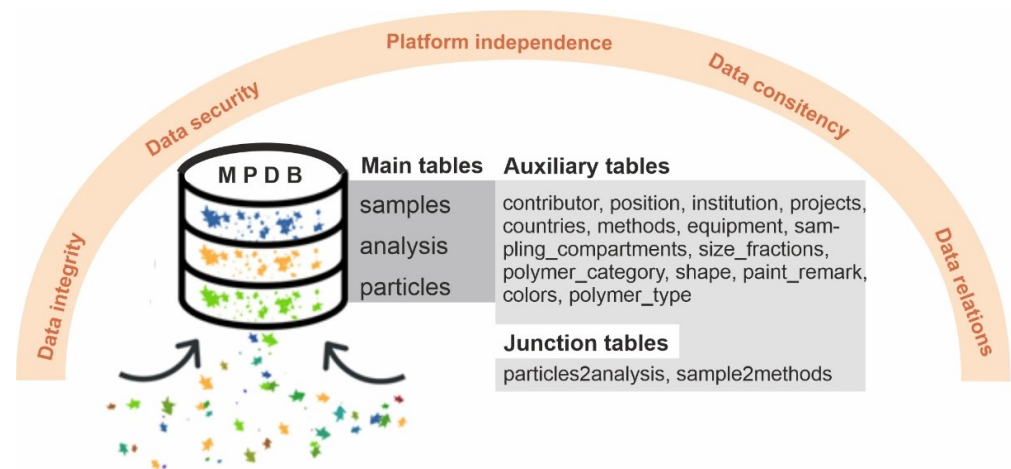 Platform independence
Data security
Data consitency
Data integrity
Data relations
M P D B
Main tables
samples
analysis
particles
Auxiliary tables
contributor, position, institution, projects,
countries, methods, equipment, sam-
pling_compartments, size_fractions,
polymer_category, shape, paint_remark,
colors, polymer_type
Junction tables
particles2analysis, sample2methods